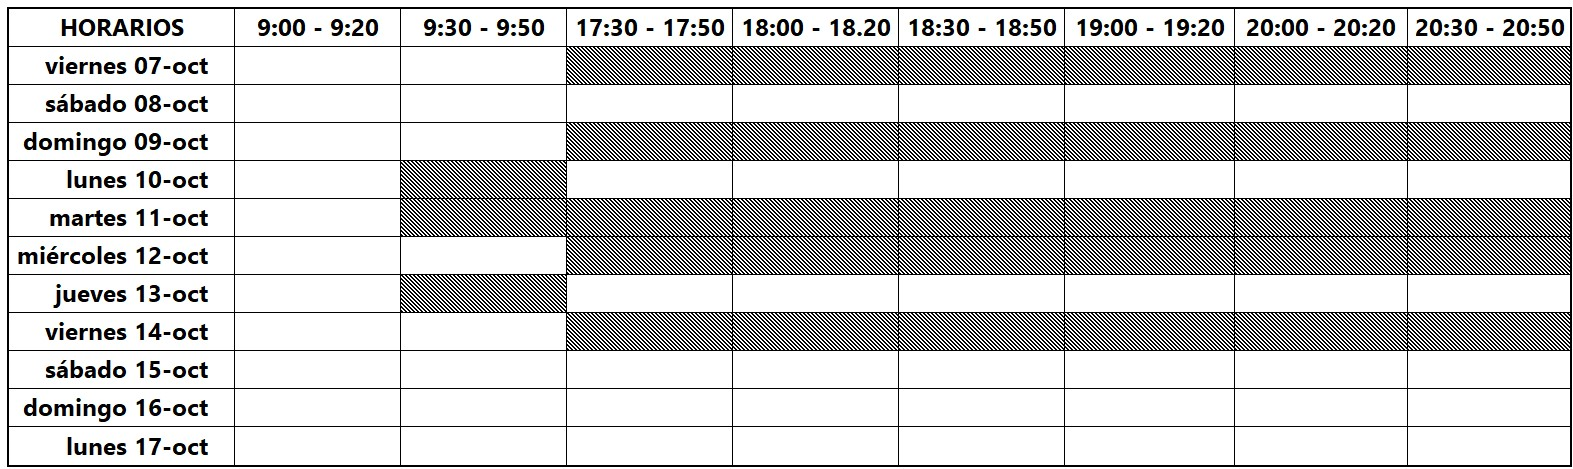 HORARIOS 9:00 - 9:20 9:30 - 9:50 17:30 - 17:50 18:00 - 18.20 18:30 - 18:50 19:00 - 19:20 20:00 - 20:20 20:30 - 20:50
viernes 07-oct
sábado 08-oct
domingo 09-oct
lunes 10-oct
martes 11-oct
miércoles 12-oct
jueves 13-oct
viernes 14-oct
sábado 15-oct
domingo 16-oct
lunes 17-oct